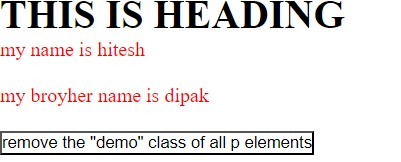 THIS IS HEADING
my name is hitesh
my broyher name is dipak
remove the "demo" class of all p elements